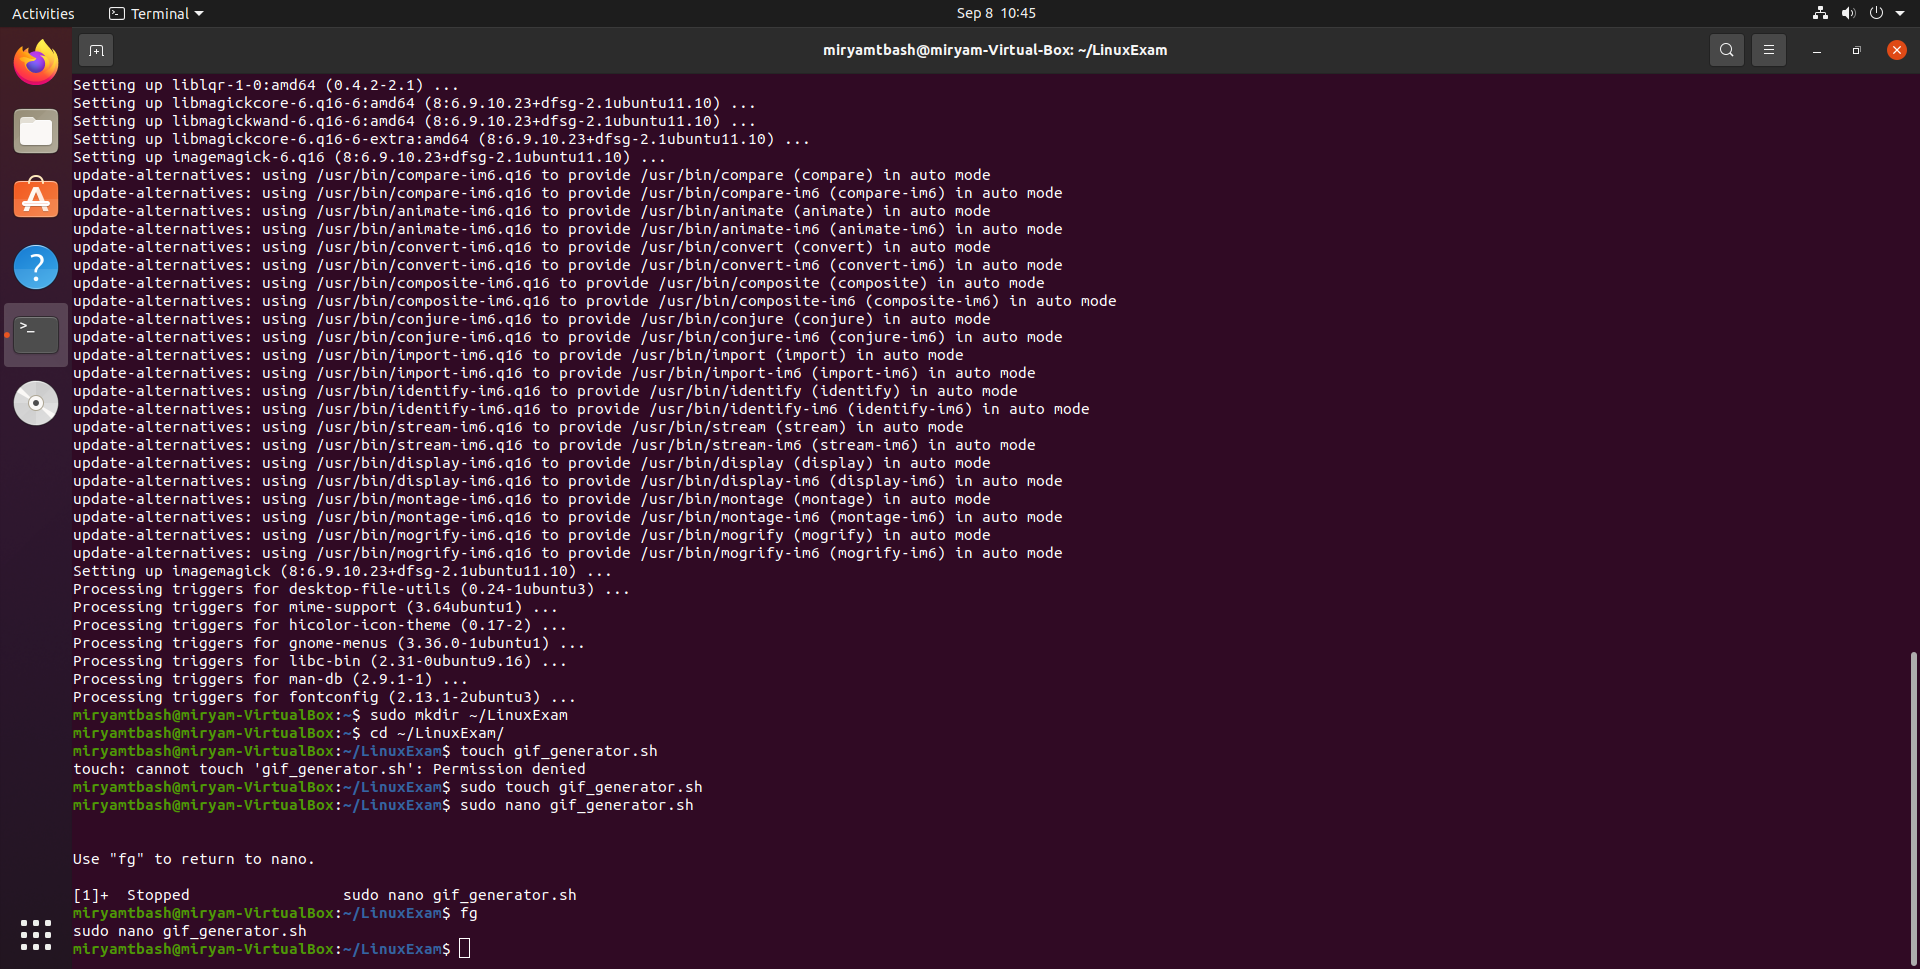 Activities
Terminal
Sep 8 10:45
miryamtbash@miryam-Virtual-Box: ~/LinuxExam
Setting up liblqr-1-0:amd64 (0.4.2-2.1) ...
Setting up libmagickcore-6.q16-6:amd64 (8:6.9.10.23+dfsg-2.1ubuntu11.10) ...
Setting up libmagickwand-6.q16-6:amd64 (8:6.9.10.23+dfsg-2.1ubuntu11.10) ...
Setting up libmagickcore-6.q16-6-extra:amd64 (8:6.9.10.23+dfsg-2.1ubuntu11.10) ...
Setting up imagemagick-6.q16 (8:6.9.10.23+dfsg-2.1ubuntu11.10) ...
update-alternatives: using /usr/bin/compare-im6.q16 to provide /usr/bin/compare (compare) in auto mode
update-alternatives: using /usr/bin/compare-im6.q16 to provide /usr/bin/compare-im6 (compare-im6) in auto mode
update-alternatives: using /usr/bin/animate-im6.q16 to provide /usr/bin/animate (animate) in auto mode
update-alternatives: using /usr/bin/animate-im6.q16 to provide /usr/bin/animate-im6 (animate-im6) in auto mode
update-alternatives: using /usr/bin/convert-im6.q16 to provide /usr/bin/convert (convert) in auto mode
update-alternatives: using /usr/bin/convert-im6.q16 to provide /usr/bin/convert-im6 (convert-im6) in auto mode
update-alternatives: using /usr/bin/composite-im6.q16 to provide /usr/bin/composite (composite) in auto mode
update-alternatives: using /usr/bin/composite-im6.q16 to provide /usr/bin/composite-im6 (composite-im6) in auto mode
update-alternatives: using /usr/bin/conjure-im6.q16 to provide /usr/bin/conjure (conjure) in auto mode
update-alternatives: using /usr/bin/conjure-im6.q16 to provide /usr/bin/conjure-im6 (conjure-im6) in auto mode
update-alternatives: using /usr/bin/import-im6.q16 to provide /usr/bin/import (import) in auto mode
update-alternatives: using /usr/bin/import-im6.q16 to provide /usr/bin/import-im6 (import-im6) in auto mode
update-alternatives: using /usr/bin/identify-im6.q16 to provide /usr/bin/identify (identify) in auto mode
update-alternatives: using /usr/bin/identify-im6.q16 to provide /usr/bin/identify-im6 (identify-im6) in auto mode
update-alternatives: using /usr/bin/stream-im6.q16 to provide /usr/bin/stream (stream) in auto mode
update-alternatives: using /usr/bin/stream-im6.q16 to provide /usr/bin/stream-im6 (stream-im6) in auto mode
update-alternatives: using /usr/bin/display-im6.q16 to provide /usr/bin/display (display) in auto mode
update-alternatives: using /usr/bin/display-im6.q16 to provide /usr/bin/display-im6 (display-im6) in auto mode
update-alternatives: using /usr/bin/montage-im6.q16 to provide /usr/bin/montage (montage) in auto mode
update-alternatives: using /usr/bin/montage-im6.q16 to provide /usr/bin/montage-im6 (montage-im6) in auto mode
update-alternatives: using /usr/bin/mogrify-im6.q16 to provide /usr/bin/mogrify (mogrify) in auto mode
update-alternatives: using /usr/bin/mogrify-im6.q16 to provide /usr/bin/mogrify-im6 (mogrify-im6) in auto mode
Setting up imagemagick (8:6.9.10.23+dfsg-2.1ubuntu11.10) ...
Processing triggers for desktop-file-utils (0.24-1ubuntu3) ...
Processing triggers for mime-support (3.64ubuntu1) ...
Processing triggers for hicolor-icon-theme (0.17-2) ...
Processing triggers for gnome-menus (3.36.0-1ubuntu1) ...
Processing triggers for libc-bin (2.31-0ubuntu9.16) ...
Processing triggers for man-db (2.9.1-1) ...
Processing triggers for fontconfig (2.13.1-2ubuntu3) ...
miryamtbash@miryam-VirtualBox:~$ sudo mkdir ~/LinuxExam
miryamtbash@miryam-VirtualBox:~$ cd ~/LinuxExam/
miryamtbash@miryam-VirtualBox:~/LinuxExam$ touch gif_generator.sh
touch: cannot touch 'gif_generator.sh': Permission denied
miryamtbash@miryam-VirtualBox:~/LinuxExam$ sudo touch gif_generator.sh
miryamtbash@miryam-VirtualBox:~/LinuxExam$ sudo nano gif_generator.sh
Use "fg" to return to nano.
[1]+  Stopped                 sudo nano gif_generator.sh
miryamtbash@miryam-VirtualBox:~/LinuxExam$ fg
sudo nano gif_generator.sh
miryamtbash@miryam-VirtualBox:~/LinuxExam$